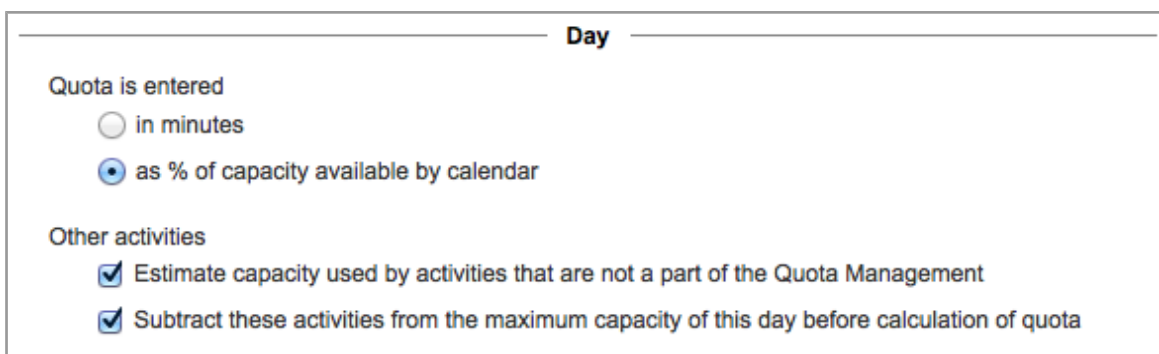 Day
Quota is entered
in minutes
as % of capacity available by calendar
Other activities
Estimate capacity used by activities that are not a part of the Quota Management
Subtract these activities from the maximum capacity of this day before calculation of quota